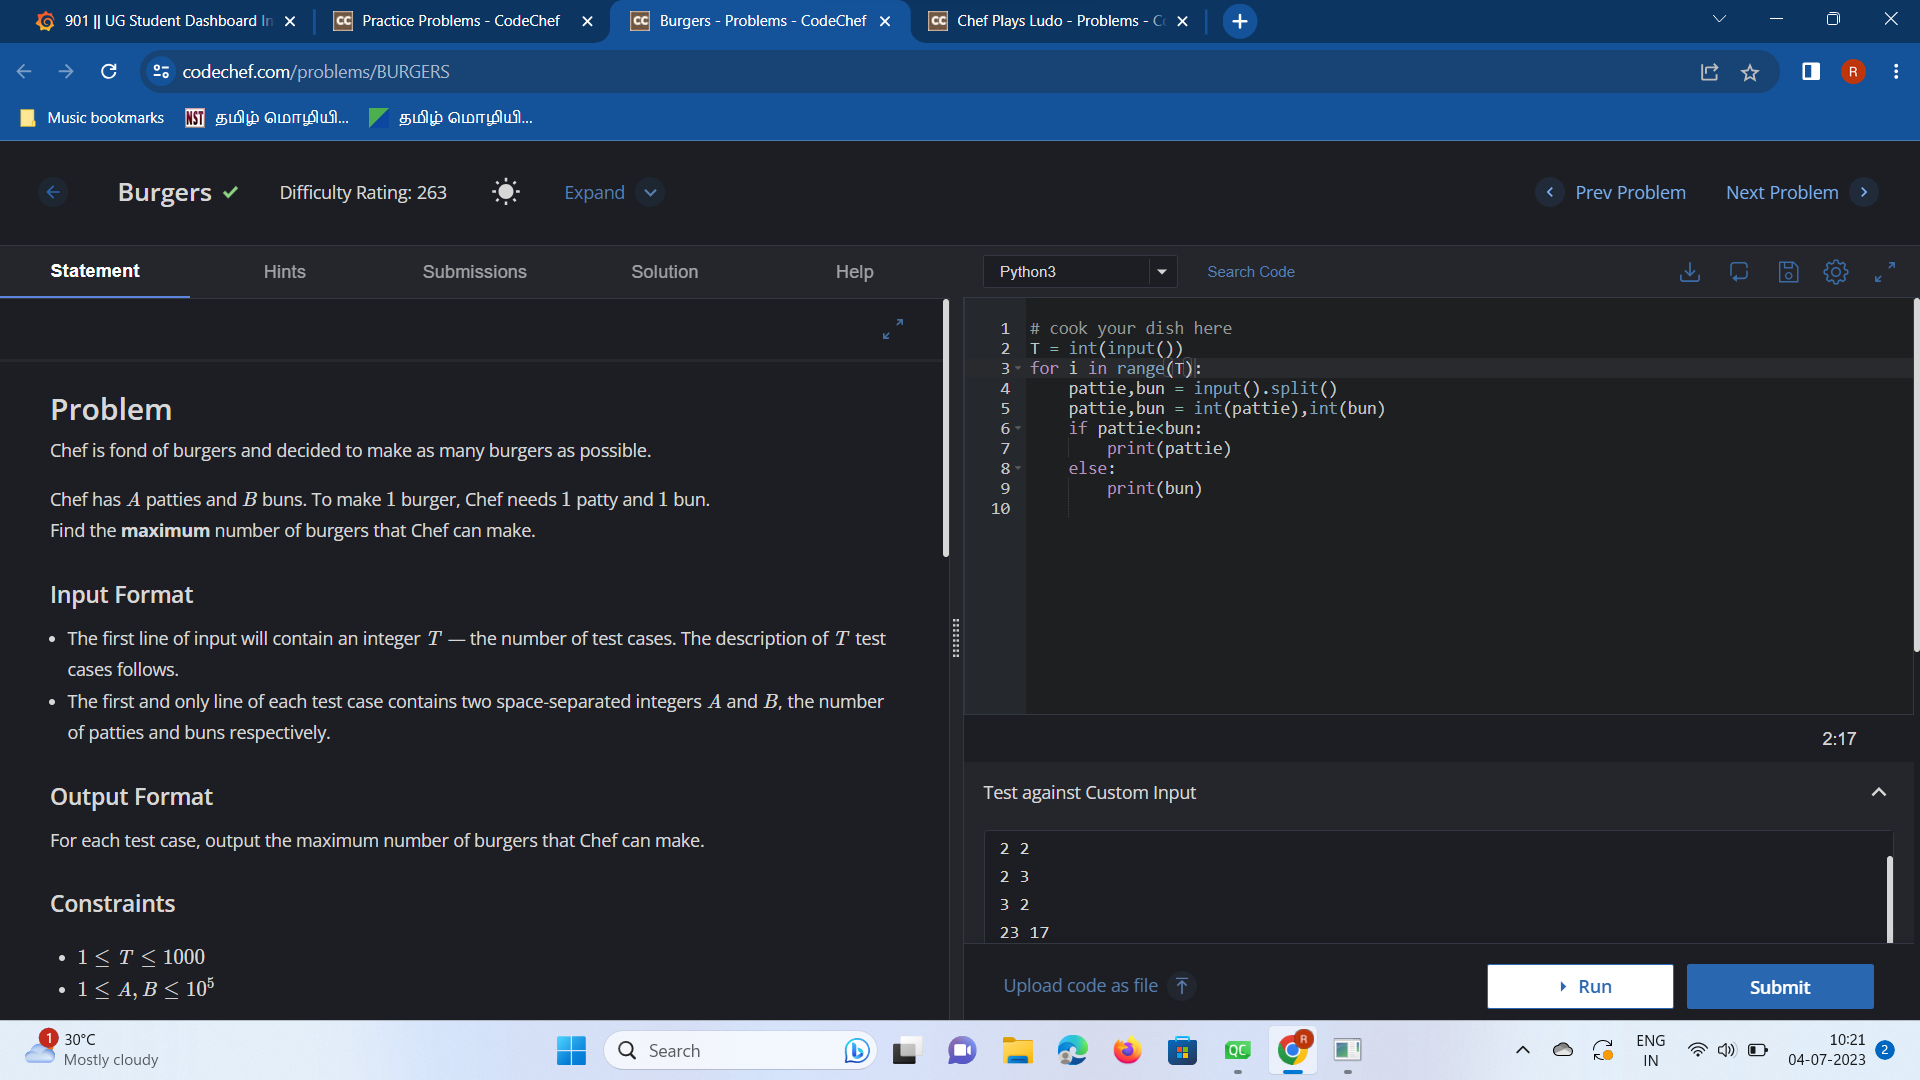 901 || UG Student Dashboard In
Practice Problems - CodeChef
Burgers - Problems - CodeChef
Chef Plays Ludo - Problems - Co
codechef.com/problems/BURGERS
R
Music bookmarks
NST
தமிழ் மொழியி...
தமிழ் மொழியி...
Burgers
Difficulty Rating: 263
Expand
Prev Problem
Next Problem
Statement
Hints
Submissions
Solution
Help
Problem
Chef is fond of burgers and decided to make as many burgers as possible.
Chef has A patties and B buns. To make 1 burger, Chef needs 1 patty and 1 bun.
Find the maximum number of burgers that Chef can make.
Input Format
• The first line of input will contain an integer T — the number of test cases. The description of T test
cases follows.
• The first and only line of each test case contains two space-separated integers A and B, the number
of patties and buns respectively.
Output Format
For each test case, output the maximum number of burgers that Chef can make.
Constraints
• 1 ≤ T ≤ 1000
• 1 ≤ A, B ≤ 10⁵
Python3
Search Code
1 # cook your dish here
2 T = int(input())
3 for i in range(T):
4     pattie,bun = input().split()
5     pattie,bun = int(pattie),int(bun)
6     if pattie<bun:
7         print(pattie)
8     else:
9         print(bun)
10
2:17
Test against Custom Input
2 2
2 3
3 2
23 17
Upload code as file
Run
Submit
1
30°C
Mostly cloudy
Search
QC
R
ENG
IN
10:21
04-07-2023
2